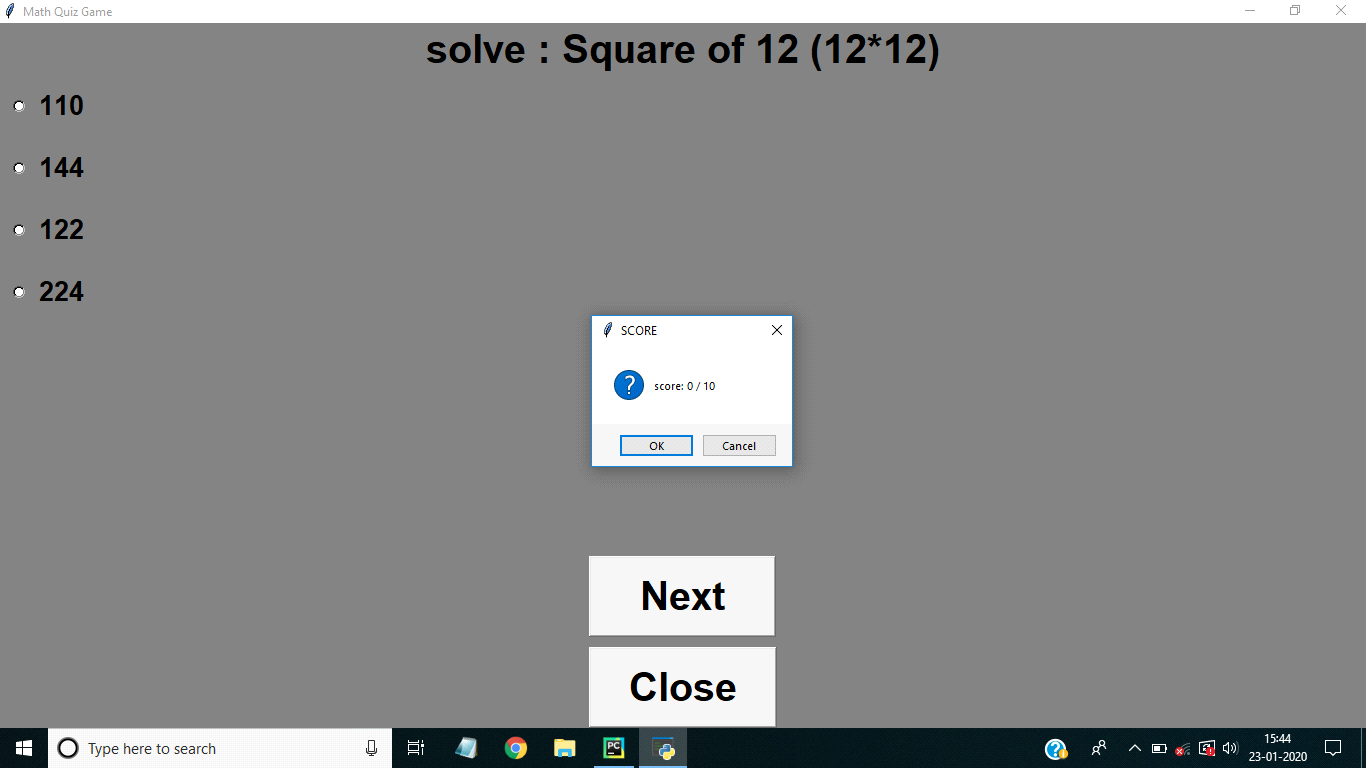 Math Quiz Game
solve : Square of 12 (12*12)
110
144
122
224
SCORE
? score: 0 / 10
OK Cancel
Next
Close
Type here to search
PC
15:44
23-01-2020